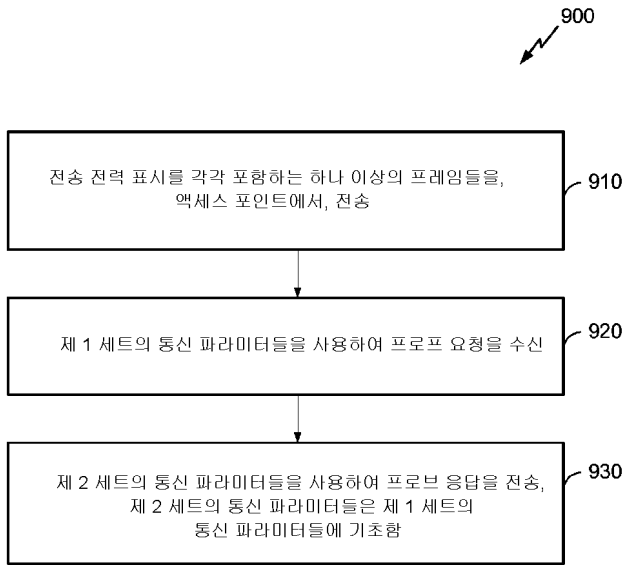 900
전송 전력 표시를 각각 포함하는 하나 이상의 프레임들을,
액세스 포인트에서, 전송
910
제 1 세트의 통신 파라미터들을 사용하여 프로프 요청을 수신
920
제 2 세트의 통신 파라미터들을 사용하여 프로브 응답을 전송,
제 2 세트의 통신 파라미터들은 제 1 세트의
통신 파라미터들에 기초함
930